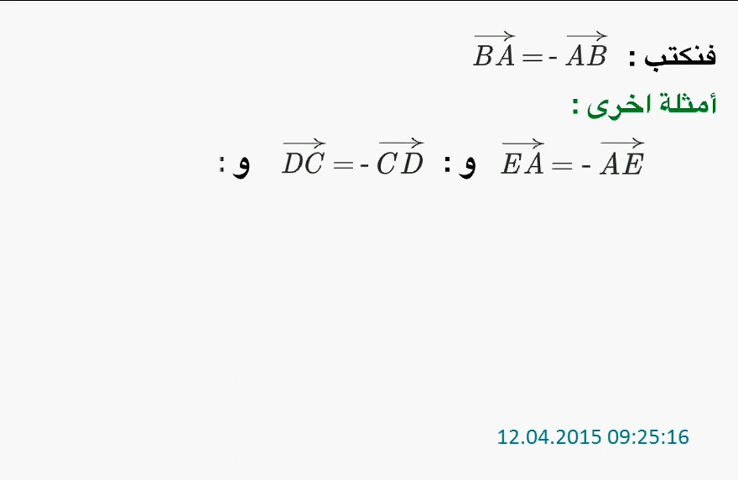 فنكتب : $\overrightarrow{BA} = - \overrightarrow{AB}$
أمثلة اخرى :
$\overrightarrow{EA} = - \overrightarrow{AE}$ و : $\overrightarrow{DC} = - \overrightarrow{CD}$ و :
12.04.2015 09:25:16